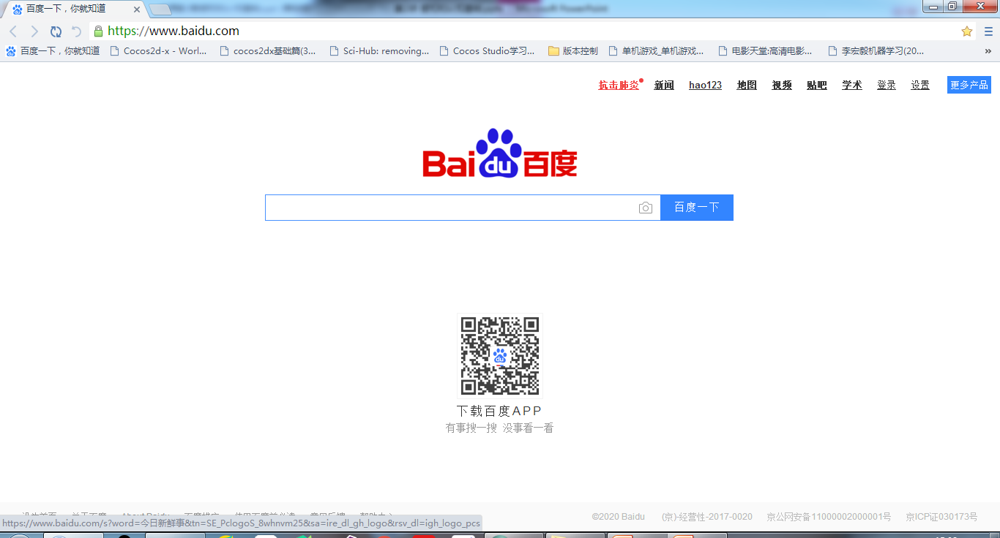 Microsoft PowerPoint
百度一下，你就知道
https://www.baidu.com
百度一下，你就知道 Cocos2d-x - Worl... cocos2dx基础篇(3... Sci-Hub: removing... Cocos Studio学习... 版本控制 单机游戏_单机游戏... 电影天堂:高清电影... 李宏毅机器学习(20... »
抗击肺炎 新闻 hao123 地图 视频 贴吧 学术 登录 设置 更多产品
Bai du 百度
百度一下
du
下载百度APP
有事搜一搜 没事看一看
©2020 Baidu (京)-经营性-2017-0020 京公网安备11000002000001号 京ICP证030173号
https://www.baidu.com/s?word=今日新鲜事&tn=SE_PclogoS_8whnvm25&sa=ire_dl_gh_logo&rsv_dl=igh_logo_pcs